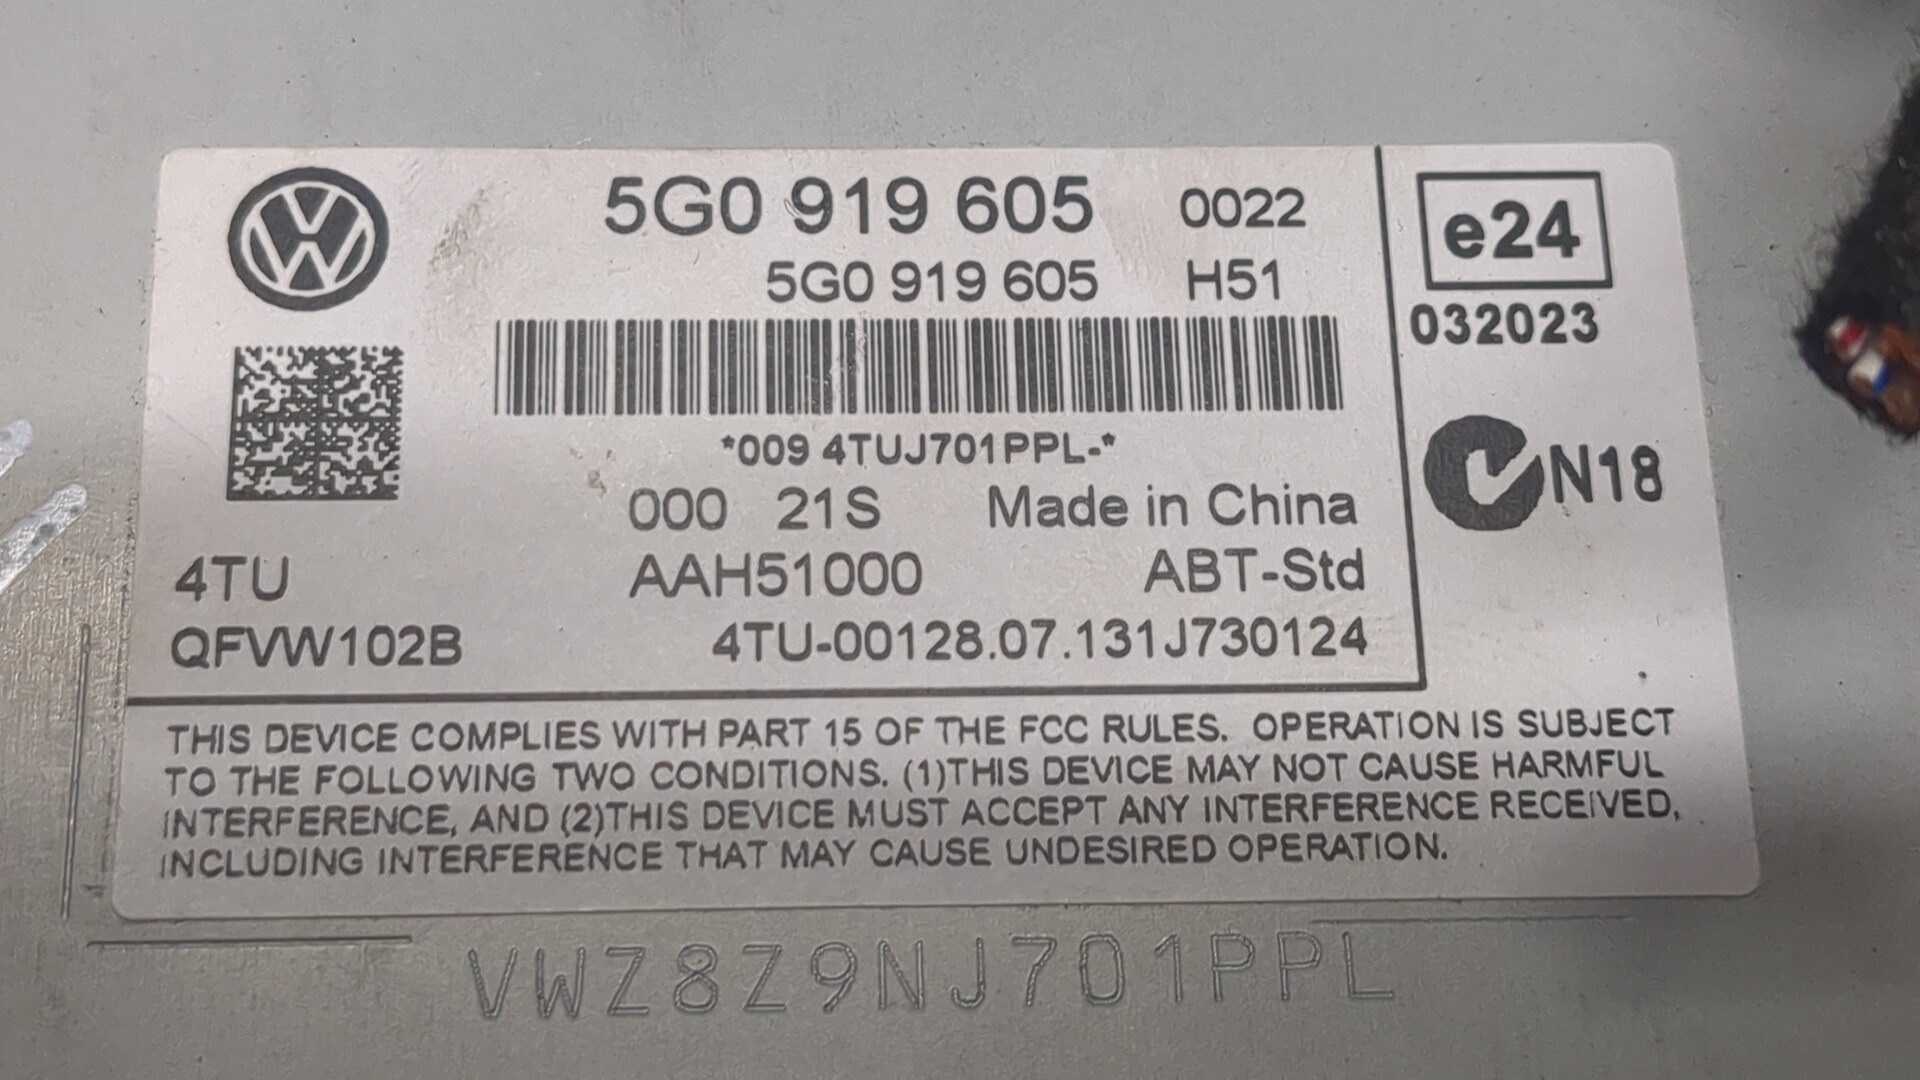 5G0 919 605 0022
5G0 919 605 H51
*009 4TUJ701PPL-*
000 21S Made in China
4TU AAH51000 ABT-Std
QFVW102B 4TU-00128.07.131J730124
e24
032023
N18
THIS DEVICE COMPLIES WITH PART 15 OF THE FCC RULES. OPERATION IS SUBJECT
TO THE FOLLOWING TWO CONDITIONS. (1)THIS DEVICE MAY NOT CAUSE HARMFUL
INTERFERENCE, AND (2)THIS DEVICE MUST ACCEPT ANY INTERFERENCE RECEIVED,
INCLUDING INTERFERENCE THAT MAY CAUSE UNDESIRED OPERATION.
VWZ8Z9NJ701PPL